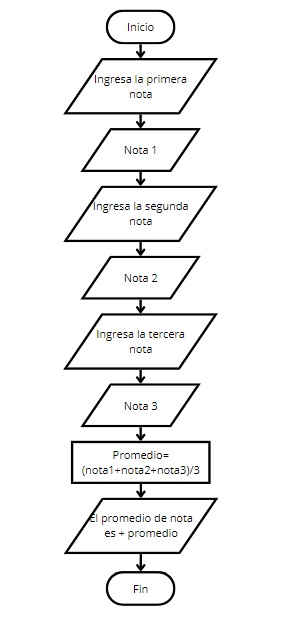 Inicio
Ingresa la primera
nota
Nota 1
Ingresa la segunda
nota
Nota 2
Ingresa la tercera
nota
Nota 3
Promedio=
(nota1+nota2+nota3)/3
El promedio de nota
es + promedio
Fin